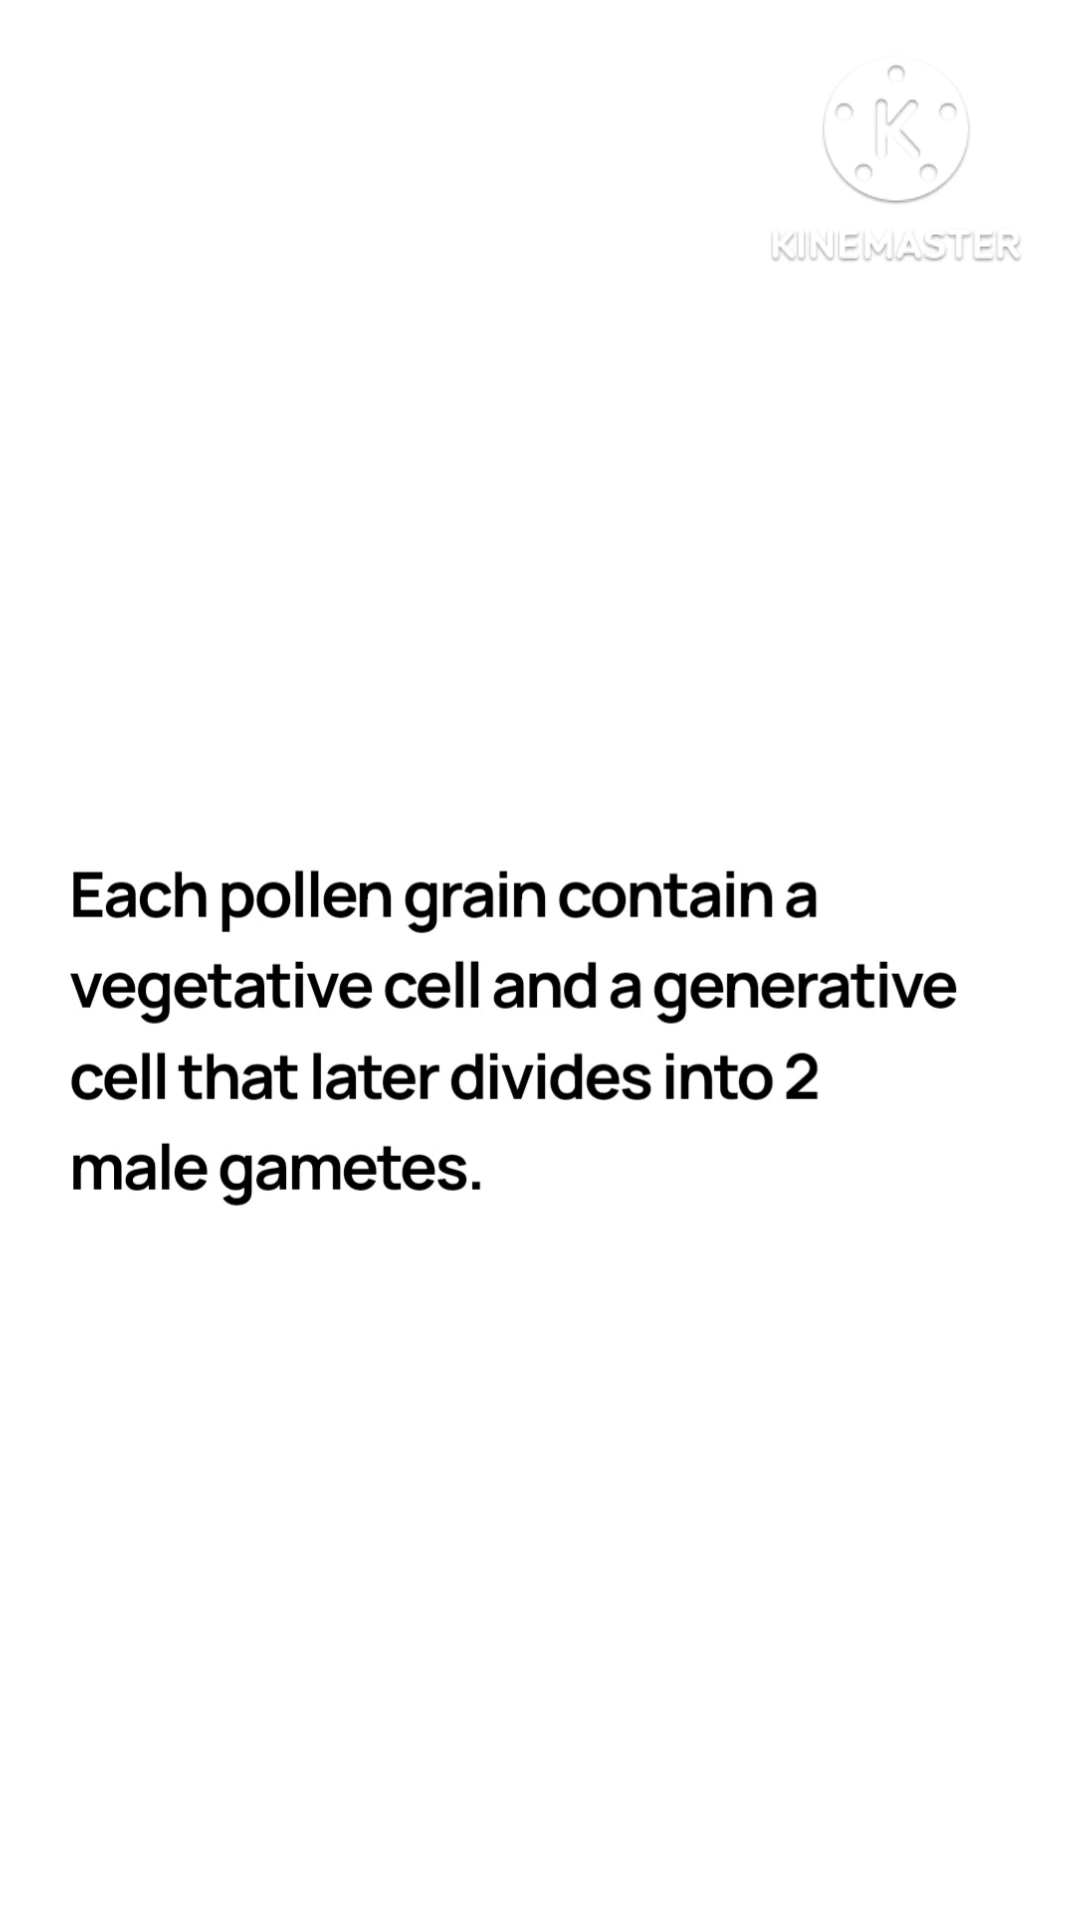 K
KINEMASTER
Each pollen grain contain a
vegetative cell and a generative
cell that later divides into 2
male gametes.